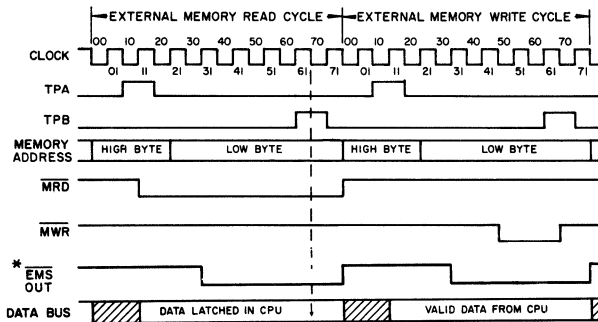 EXTERNAL MEMORY READ CYCLE EXTERNAL MEMORY WRITE CYCLE
00 10 20 30 40 50 60 70 00 10 20 30 40 50 60 70
CLOCK
01 11 21 31 41 51 61 71 01 11 21 31 41 51 61 71
TPA
TPB
MEMORY ADDRESS HIGH BYTE LOW BYTE HIGH BYTE LOW BYTE
MRD
MWR
* EMS OUT
DATA BUS DATA LATCHED IN CPU VALID DATA FROM CPU